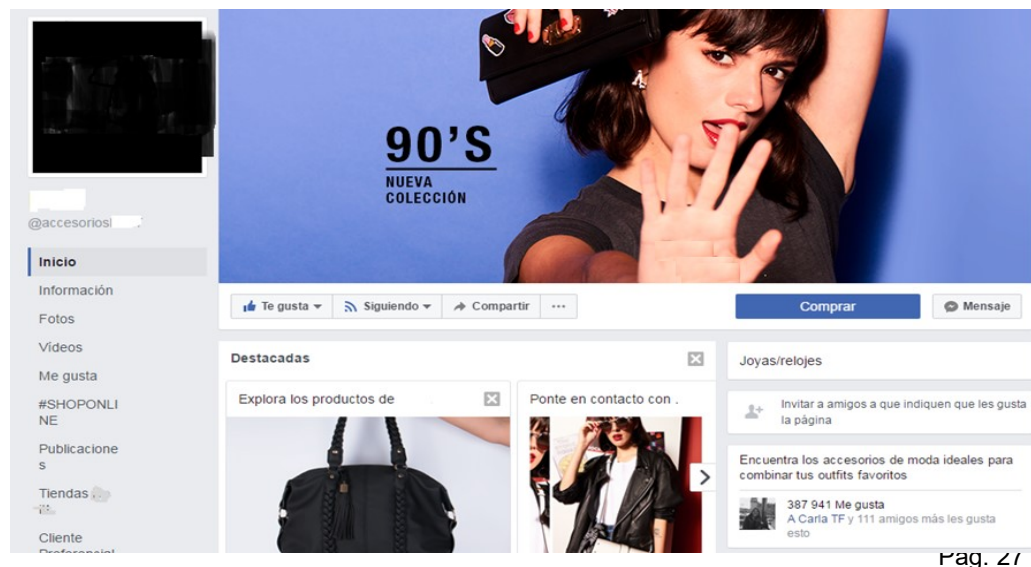 90'S
NUEVA
COLECCIÓN
@accesorios
Inicio
Información
Fotos
Vídeos
Me gusta
#SHOPONLI
NE
Publicacione
s
Tiendas
Cliente
Preferencial
Te gusta
Siguiendo
Compartir
...
Comprar
Mensaje
Destacadas
Explora los productos de
Ponte en contacto con .
Joyas/relojes
Invitar a amigos a que indiquen que les gusta
la página
Encuentra los accesorios de moda ideales para
combinar tus outfits favoritos
387 941 Me gusta
A Carla TF y 111 amigos más les gusta
esto
Pág. 27